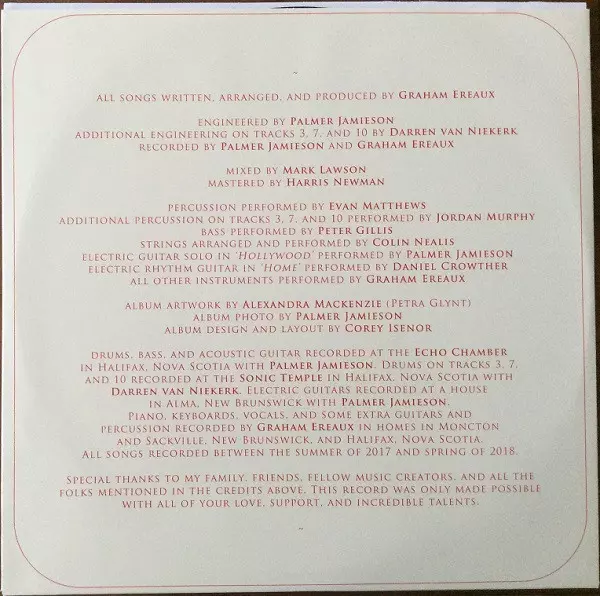 All songs written, arranged, and produced by Graham Ereaux
Engineered by Palmer Jamieson
Additional engineering on tracks 3, 7, and 10 by Darren van Niekerk
Recorded by Palmer Jamieson and Graham Ereaux
Mixed by Mark Lawson
Mastered by Harris Newman
Percussion performed by Evan Matthews
Additional percussion on tracks 3, 7, and 10 performed by Jordan Murphy
Bass performed by Peter Gillis
Strings arranged and performed by Colin Nealis
Electric guitar solo in 'Hollywood' performed by Palmer Jamieson
Electric rhythm guitar in 'Home' performed by Daniel Crowther
All other instruments performed by Graham Ereaux
Album artwork by Alexandra Mackenzie (Petra Glynt)
Album photo by Palmer Jamieson
Album design and layout by Corey Isenor
Drums, bass, and acoustic guitar recorded at the Echo Chamber
in Halifax, Nova Scotia with Palmer Jamieson. Drums on tracks 3, 7,
and 10 recorded at the Sonic Temple in Halifax, Nova Scotia with
Darren van Niekerk. Electric guitars recorded at a house
in Alma, New Brunswick with Palmer Jamieson.
Piano, keyboards, vocals, and some extra guitars and
percussion recorded by Graham Ereaux in homes in Moncton
and Sackville, New Brunswick, and Halifax, Nova Scotia.
All songs recorded between the summer of 2017 and spring of 2018.
Special thanks to my family, friends, fellow music creators, and all the
folks mentioned in the credits above. This record was only made possible
with all of your love, support, and incredible talents.